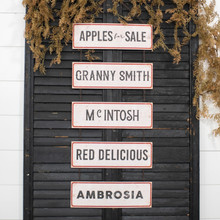 APPLES for SALE
GRANNY SMITH
McINTOSH
RED DELICIOUS
AMBROSIA